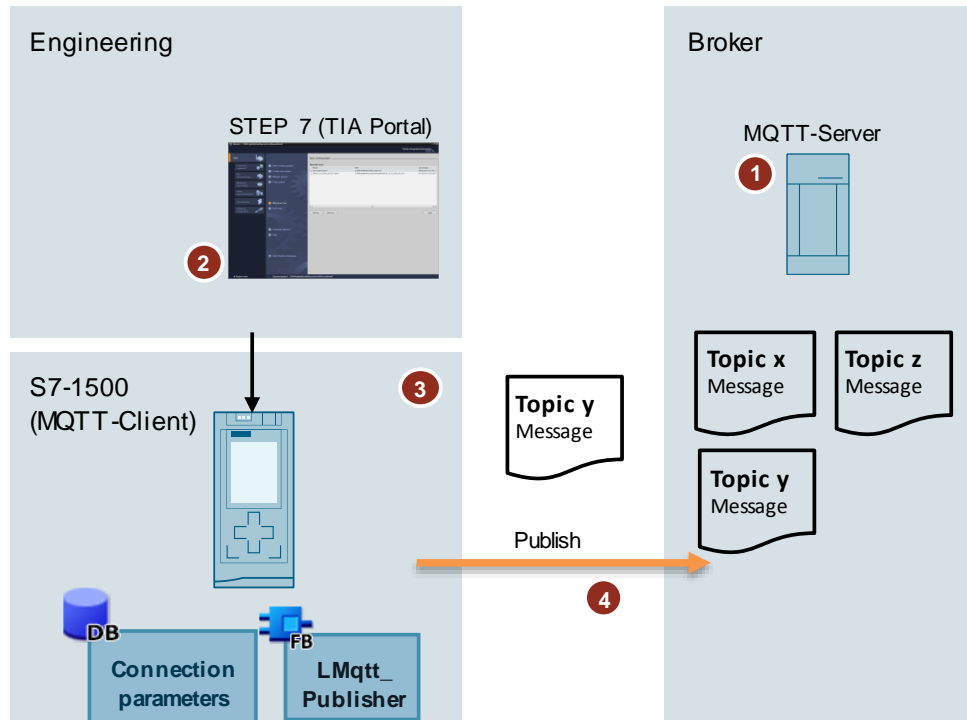 Engineering
STEP 7 (TIA Portal)
2
S7-1500
(MQTT-Client)
3
DB
Connection
parameters
FB
LMqtt_
Publisher
Topic y
Message
Publish
4
Broker
MQTT-Server
1
Topic x
Message
Topic z
Message
Topic y
Message